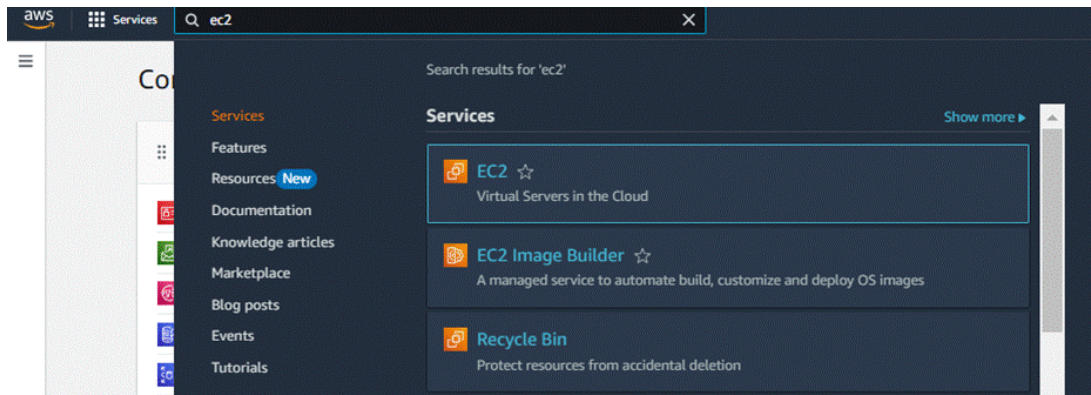 aws
Services
ec2
Search results for 'ec2'
Services
Features
Resources New
Documentation
Knowledge articles
Marketplace
Blog posts
Events
Tutorials
Services
Show more
EC2
Virtual Servers in the Cloud
EC2 Image Builder
A managed service to automate build, customize and deploy OS images
Recycle Bin
Protect resources from accidental deletion